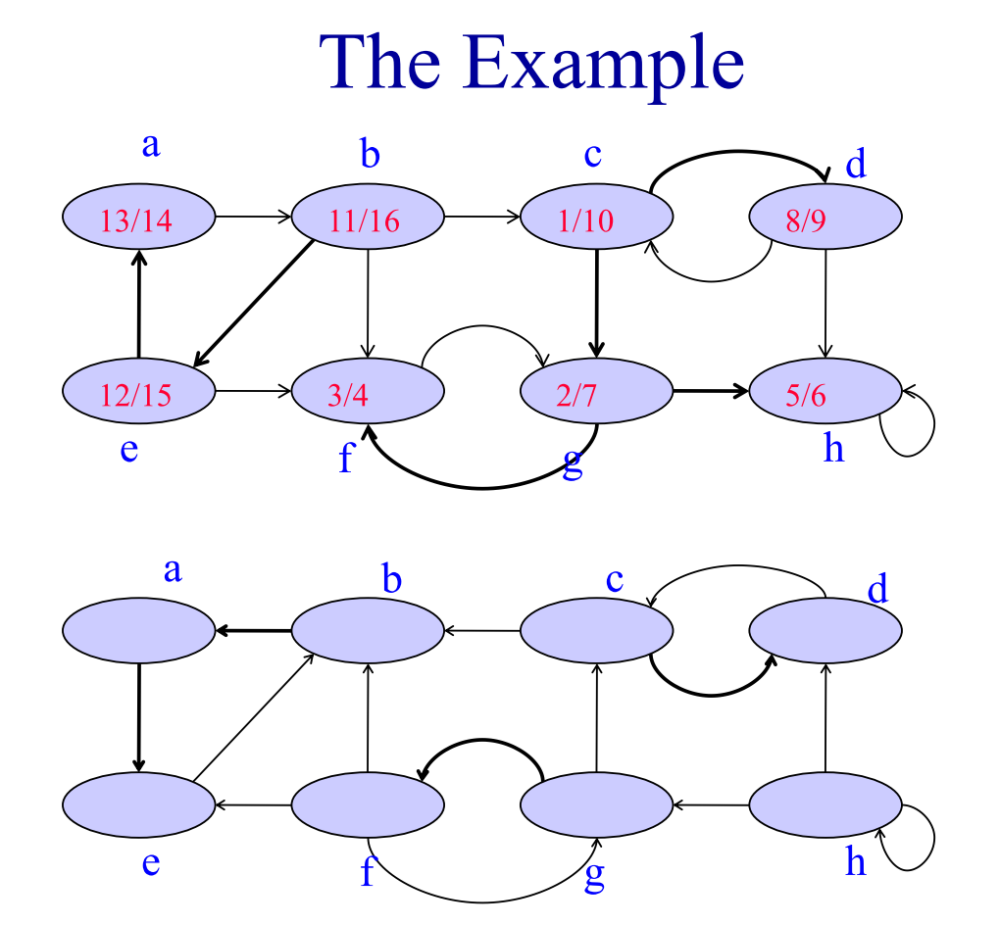 The Example
a b c d
13/14 11/16 1/10 8/9
12/15 3/4 2/7 5/6
e f g h
a b c d
e f g h